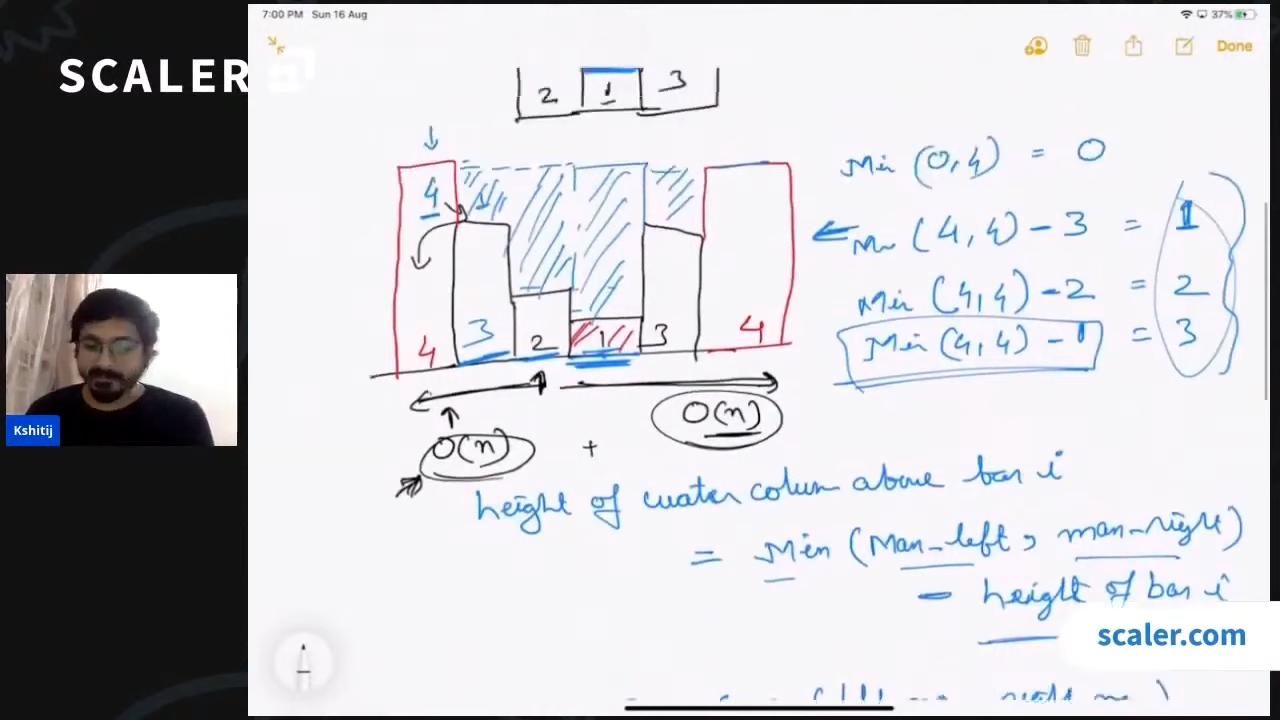 7:00 PM Sun 16 Aug
37%
SCALER
Done
2 1 3
Min (0,4) = 0
4
Min (4,4) - 3 = 1
Min (4,4) - 2 = 2
Min (4,4) - 1 = 3
4 3 2 1 3 4
O(n) + O(n)
Kshitij
height of water column above bar i
= Min (Max_left, max_right)
- height of bar i
scaler.com